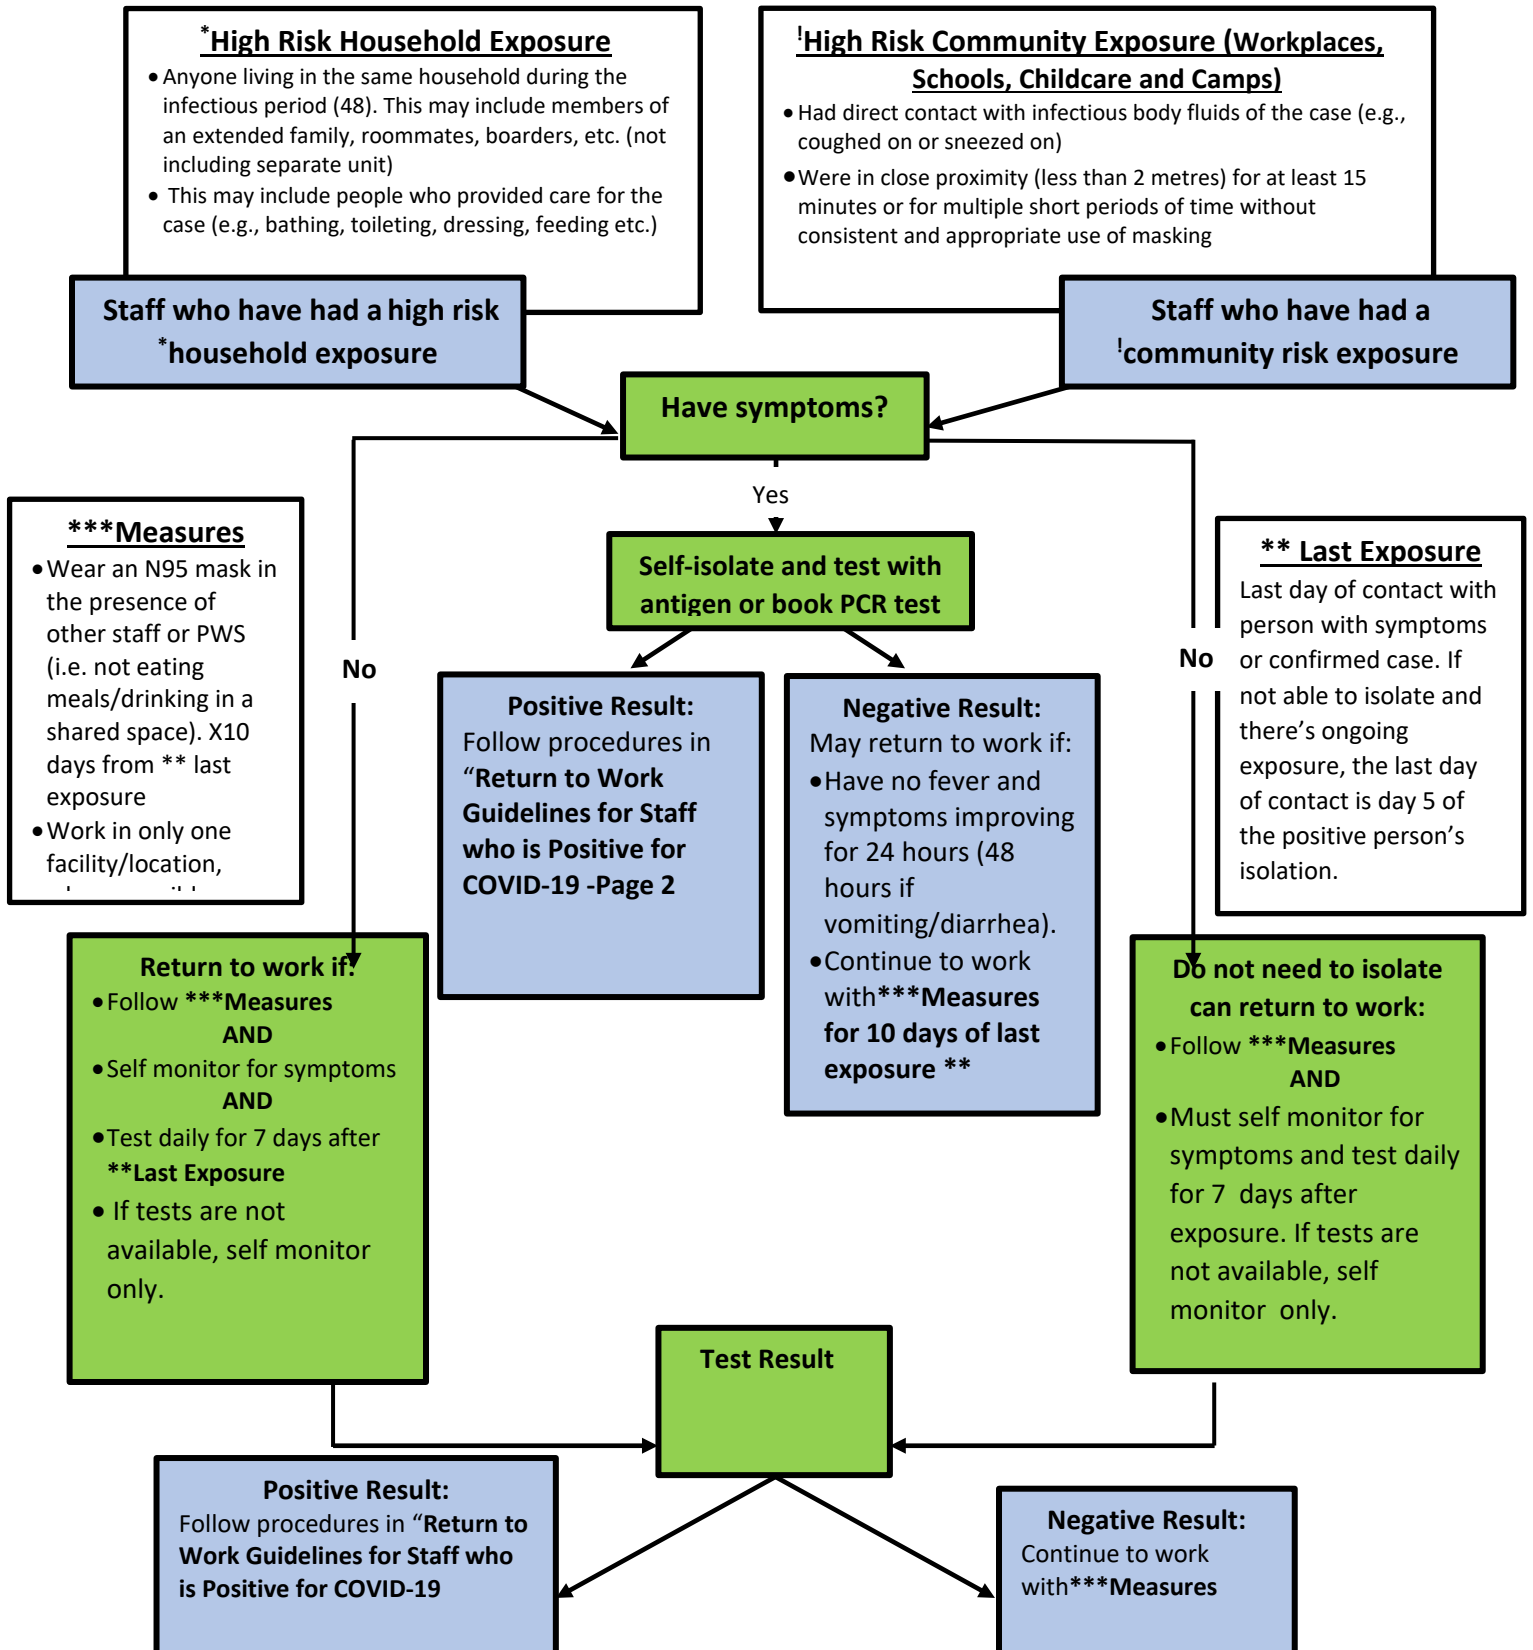 *High Risk Household Exposure
• Anyone living in the same household during the
infectious period (48). This may include members of
an extended family, roommates, boarders, etc. (not
including separate unit)
• This may include people who provided care for the
case (e.g., bathing, toileting, dressing, feeding etc.)
!High Risk Community Exposure (Workplaces,
Schools, Childcare and Camps)
• Had direct contact with infectious body fluids of the case (e.g.,
coughed on or sneezed on)
• Were in close proximity (less than 2 metres) for at least 15
minutes or for multiple short periods of time without
consistent and appropriate use of masking
Staff who have had a high risk
*household exposure
Staff who have had a
!community risk exposure
Have symptoms?
Yes
***Measures
• Wear an N95 mask in
the presence of
other staff or PWS
(i.e. not eating
meals/drinking in a
shared space). X10
days from ** last
exposure
• Work in only one
facility/location,
No
Self-isolate and test with
antigen or book PCR test
No
** Last Exposure
Last day of contact with
person with symptoms
or confirmed case. If
not able to isolate and
there's ongoing
exposure, the last day
of contact is day 5 of
the positive person's
isolation.
Positive Result:
Follow procedures in
“Return to Work
Guidelines for Staff
who is Positive for
COVID-19 -Page 2
Negative Result:
May return to work if:
• Have no fever and
symptoms improving
for 24 hours (48
hours if
vomiting/diarrhea).
• Continue to work
with***Measures
for 10 days of last
exposure **
Return to work if:
• Follow ***Measures
AND
• Self monitor for symptoms
AND
• Test daily for 7 days after
**Last Exposure
• If tests are not
available, self monitor
only.
Do not need to isolate
can return to work:
• Follow ***Measures
AND
• Must self monitor for
symptoms and test daily
for 7 days after
exposure. If tests are
not available, self
monitor only.
Test Result
Positive Result:
Follow procedures in “Return to
Work Guidelines for Staff who
is Positive for COVID-19
Negative Result:
Continue to work
with***Measures